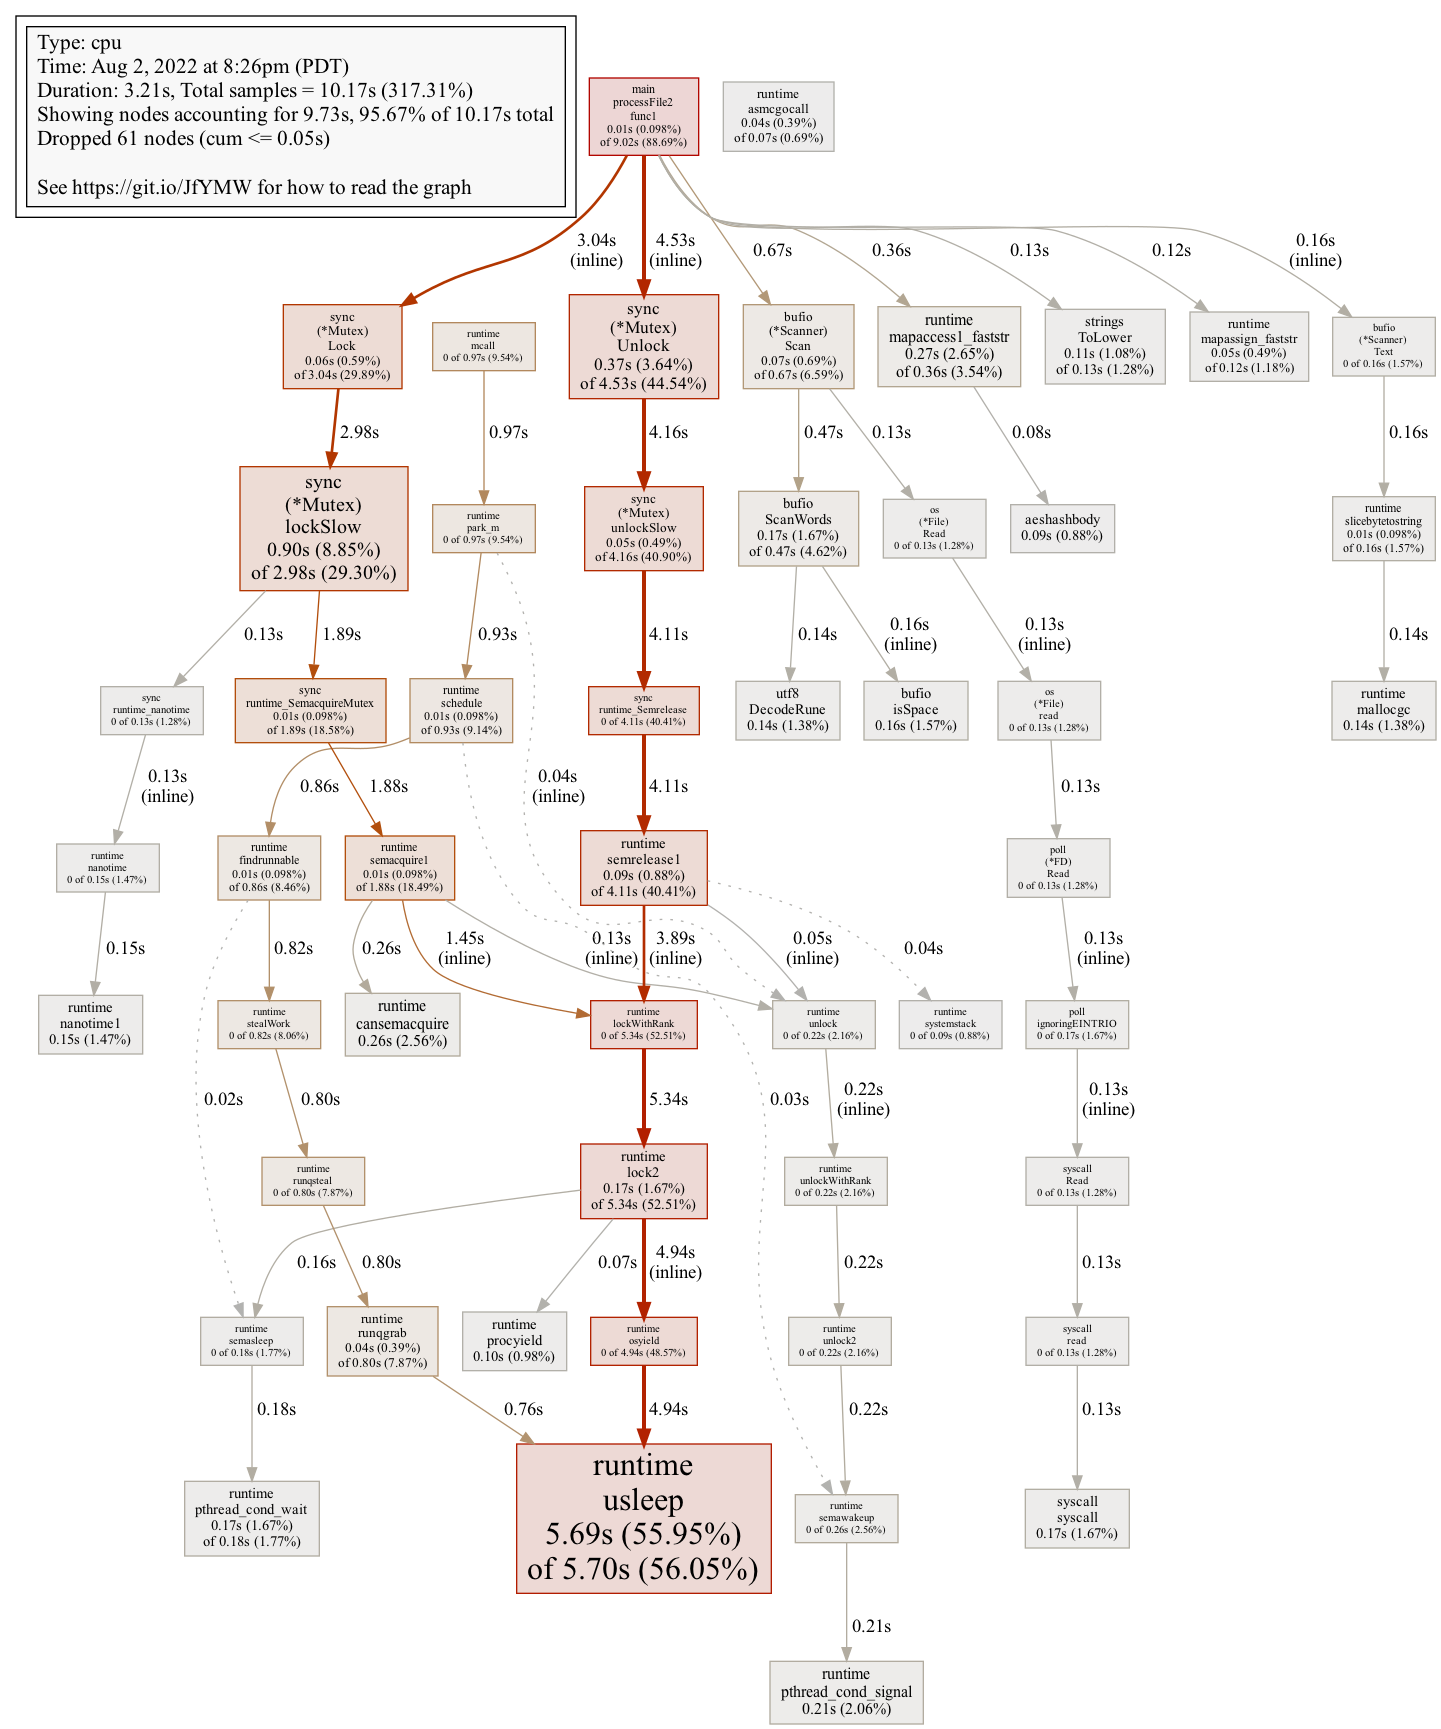 Type: cpu
Time: Aug 2, 2022 at 8:26pm (PDT)
Duration: 3.21s, Total samples = 10.17s (317.31%)
Showing nodes accounting for 9.73s, 95.67% of 10.17s total
Dropped 61 nodes (cum <= 0.05s)
See https://git.io/JfYMW for how to read the graph
main
processFile2
func1
0.01s (0.098%)
of 9.02s (88.69%)
runtime
asmcgocall
0.04s (0.39%)
of 0.07s (0.69%)
3.04s
(inline)
4.53s
(inline)
0.67s
0.36s
0.13s
0.12s
0.16s
(inline)
sync
(*Mutex)
Lock
0.06s (0.59%)
of 3.04s (29.89%)
runtime
mcall
0 of 0.97s (9.54%)
sync
(*Mutex)
Unlock
0.37s (3.64%)
of 4.53s (44.54%)
bufio
(*Scanner)
Scan
0.07s (0.69%)
of 0.67s (6.59%)
runtime
mapaccess1_faststr
0.27s (2.65%)
of 0.36s (3.54%)
strings
ToLower
0.11s (1.08%)
of 0.13s (1.28%)
runtime
mapassign_faststr
0.05s (0.49%)
of 0.12s (1.18%)
bufio
(*Scanner)
Text
0 of 0.16s (1.57%)
2.98s
0.97s
4.16s
0.47s
0.13s
0.08s
0.16s
sync
(*Mutex)
lockSlow
0.90s (8.85%)
of 2.98s (29.30%)
runtime
park_m
0 of 0.97s (9.54%)
sync
(*Mutex)
unlockSlow
0.05s (0.49%)
of 4.16s (40.90%)
bufio
ScanWords
0.17s (1.67%)
of 0.47s (4.62%)
os
(*File)
Read
0 of 0.13s (1.28%)
aeshashbody
0.09s (0.88%)
runtime
slicebytetostring
0.01s (0.098%)
of 0.16s (1.57%)
0.13s
1.89s
0.93s
4.11s
0.14s
0.16s
(inline)
0.13s
(inline)
0.14s
sync
runtime_nanotime
0 of 0.13s (1.28%)
sync
runtime_SemacquireMutex
0.01s (0.098%)
of 1.89s (18.58%)
runtime
schedule
0.01s (0.098%)
of 0.93s (9.14%)
sync
runtime_Semrelease
0 of 4.11s (40.41%)
utf8
DecodeRune
0.14s (1.38%)
bufio
isSpace
0.16s (1.57%)
os
(*File)
read
0 of 0.13s (1.28%)
runtime
mallocgc
0.14s (1.38%)
0.13s
(inline)
0.86s
1.88s
0.04s
(inline)
4.11s
0.13s
runtime
nanotime
0 of 0.15s (1.47%)
runtime
findrunnable
0.01s (0.098%)
of 0.86s (8.46%)
runtime
semacquire1
0.01s (0.098%)
of 1.88s (18.49%)
runtime
semrelease1
0.09s (0.88%)
of 4.11s (40.41%)
poll
(*FD)
Read
0 of 0.13s (1.28%)
0.15s
0.82s
0.26s
1.45s
(inline)
0.13s
(inline)
3.89s
(inline)
0.05s
(inline)
0.04s
0.13s
(inline)
runtime
nanotime1
0.15s (1.47%)
runtime
stealWork
0 of 0.82s (8.06%)
runtime
cansemacquire
0.26s (2.56%)
runtime
lockWithRank
0 of 5.34s (52.51%)
runtime
unlock
0 of 0.22s (2.16%)
runtime
systemstack
0 of 0.09s (0.88%)
poll
ignoringEINTRIO
0 of 0.17s (1.67%)
0.02s
0.80s
5.34s
0.03s
0.22s
(inline)
0.13s
(inline)
runtime
runqsteal
0 of 0.80s (7.87%)
runtime
lock2
0.17s (1.67%)
of 5.34s (52.51%)
runtime
unlockWithRank
0 of 0.22s (2.16%)
syscall
Read
0 of 0.13s (1.28%)
0.16s
0.80s
0.07s
4.94s
(inline)
0.22s
0.13s
runtime
semasleep
0 of 0.18s (1.77%)
runtime
runqgrab
0.04s (0.39%)
of 0.80s (7.87%)
runtime
procyield
0.10s (0.98%)
runtime
osyield
0 of 4.94s (48.57%)
runtime
unlock2
0 of 0.22s (2.16%)
syscall
read
0 of 0.13s (1.28%)
0.18s
0.76s
4.94s
0.22s
0.13s
runtime
pthread_cond_wait
0.17s (1.67%)
of 0.18s (1.77%)
runtime
usleep
5.69s (55.95%)
of 5.70s (56.05%)
runtime
semawakeup
0 of 0.26s (2.56%)
syscall
syscall
0.17s (1.67%)
0.21s
runtime
pthread_cond_signal
0.21s (2.06%)